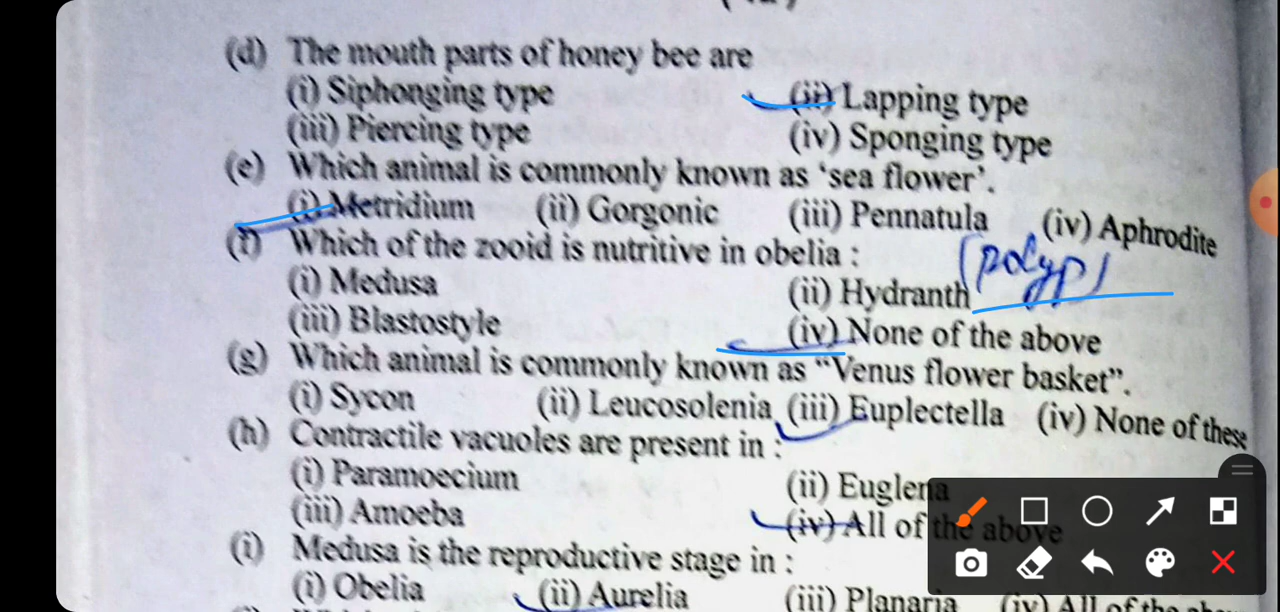 (d) The mouth parts of honey bee are
(i) Siphonging type (ii) Lapping type
(iii) Piercing type (iv) Sponging type
(e) Which animal is commonly known as ‘sea flower’.
(i) Metridium (ii) Gorgonic (iii) Pennatula (iv) Aphrodite
(f) Which of the zooid is nutritive in obelia : (polyp)
(i) Medusa (ii) Hydranth
(iii) Blastostyle (iv) None of the above
(g) Which animal is commonly known as “Venus flower basket”.
(i) Sycon (ii) Leucosolenia (iii) Euplectella (iv) None of these
(h) Contractile vacuoles are present in :
(i) Paramoecium (ii) Euglena
(iii) Amoeba (iv) All of the above
(i) Medusa is the reproductive stage in :
(i) Obelia (ii) Aurelia (iii) Planaria (iv) All of the above